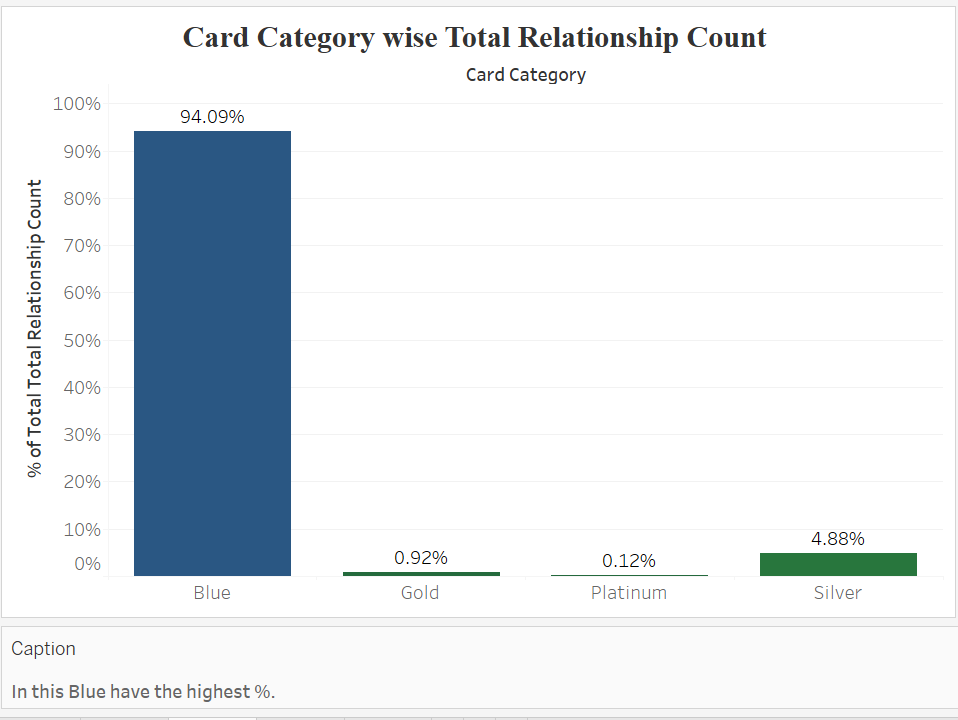 Card Category wise Total Relationship Count
Card Category
% of Total Total Relationship Count
100%
90%
80%
70%
60%
50%
40%
30%
20%
10%
0%
94.09%
0.92%
0.12%
4.88%
Blue
Gold
Platinum
Silver
Caption
In this Blue have the highest %.